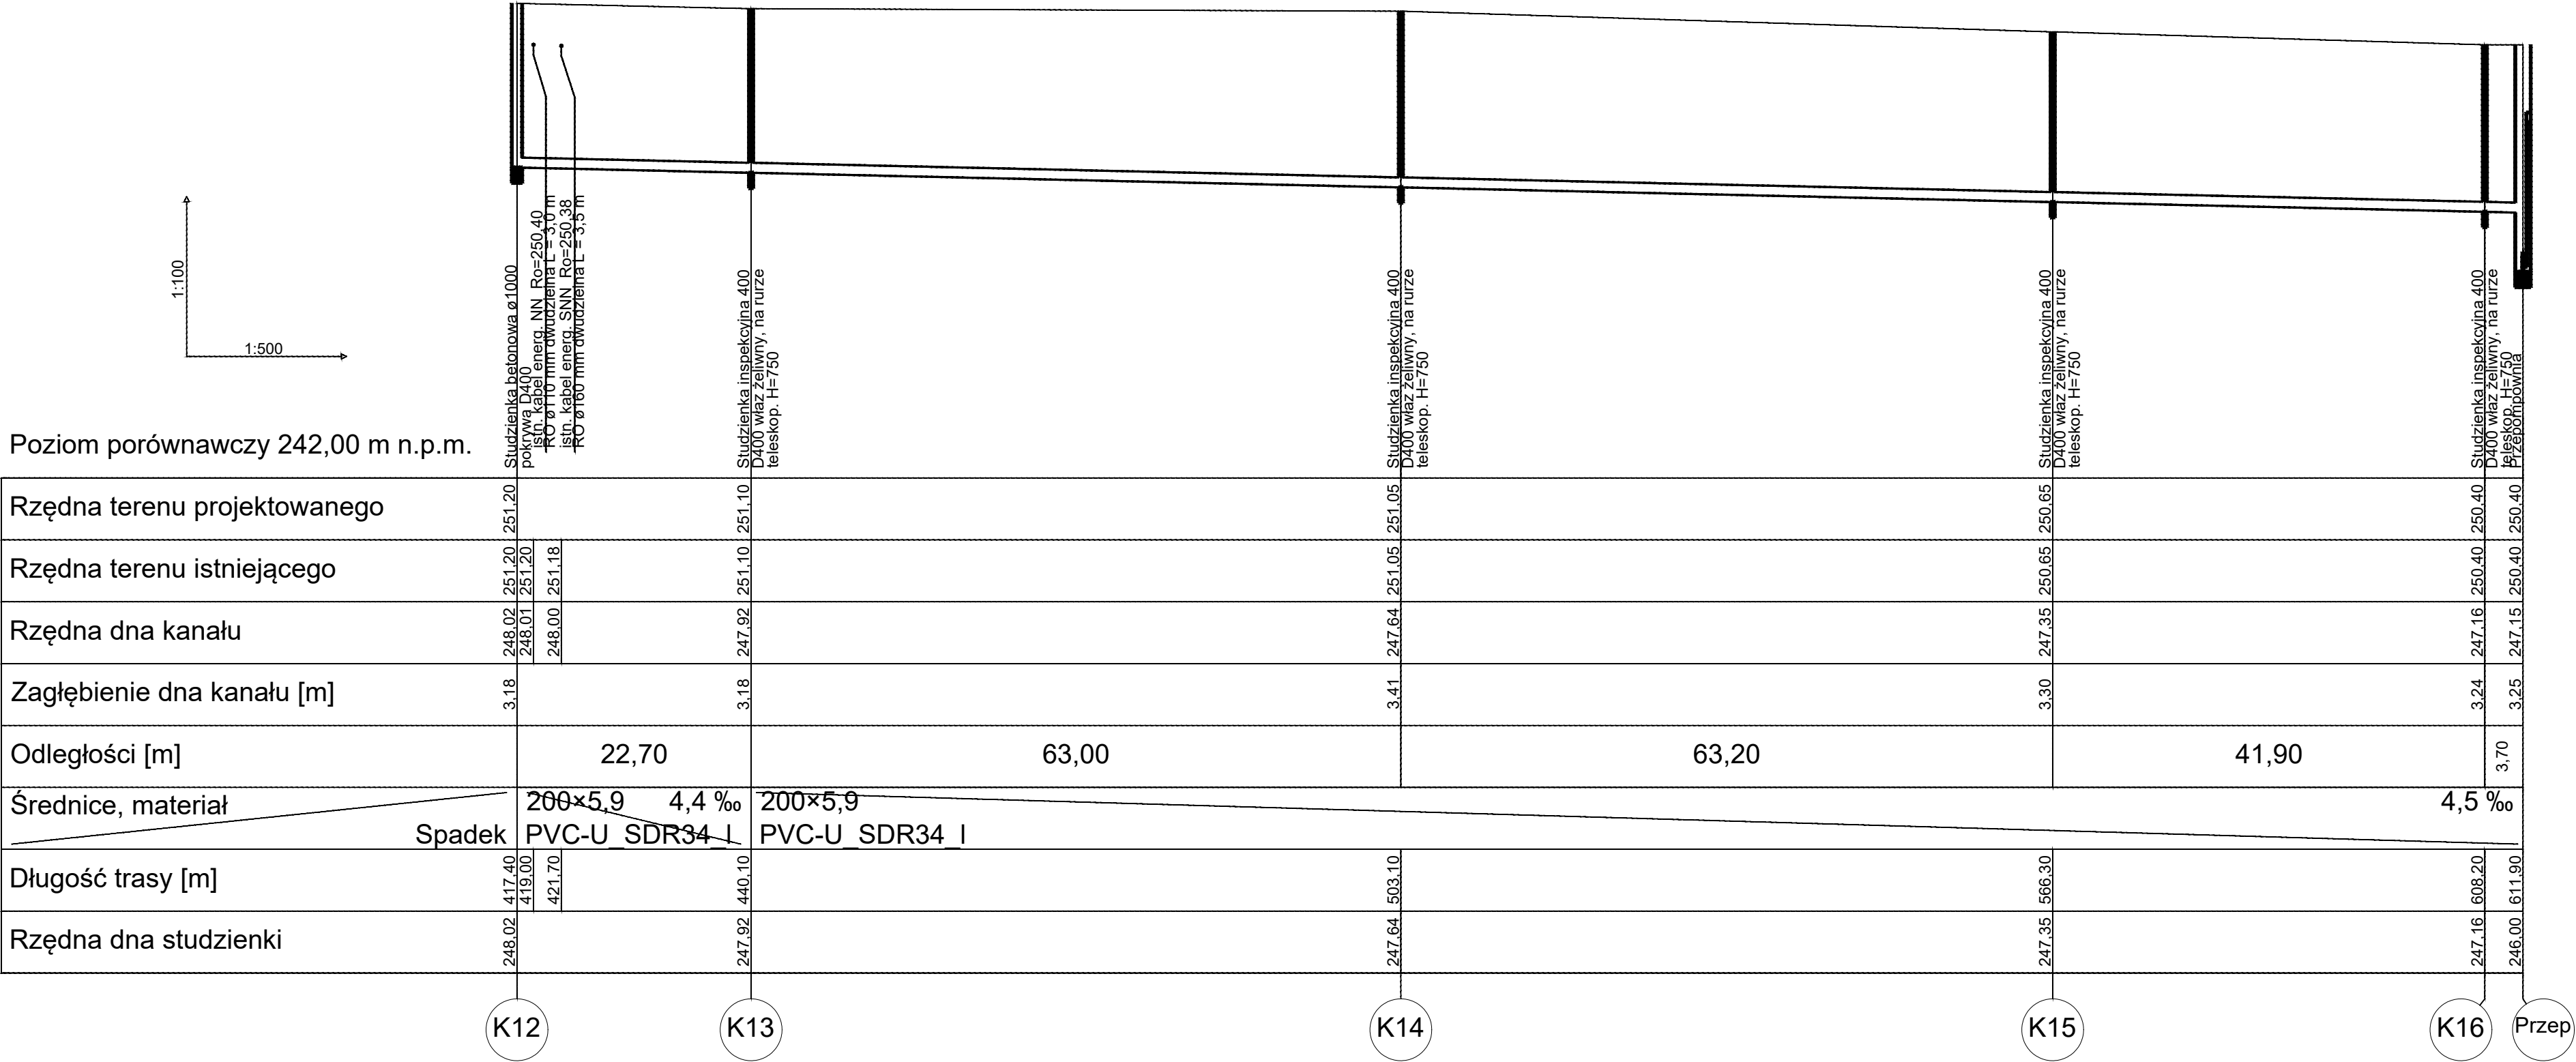 1:100
1:500
Studzienka betonowa ø1000
pokrywa D400
istn. kabel energ. NN  Ro=250,40
RO ø110 mm dwudzielna L = 3,0 m
istn. kabel energ. SNN  Ro=250,38
RO ø160 mm dwudzielna L = 3,5 m
Studzienka inspekcyjna 400
D400 właz żeliwny, na rurze
teleskop. H=750
Studzienka inspekcyjna 400
D400 właz żeliwny, na rurze
teleskop. H=750
Studzienka inspekcyjna 400
D400 właz żeliwny, na rurze
teleskop. H=750
Studzienka inspekcyjna 400
D400 właz żeliwny, na rurze
teleskop. H=750
Przepompownia
Poziom porównawczy 242,00 m n.p.m.
Rzędna terenu projektowanego 251,20 251,10 251,05 250,65 250,40 250,40
Rzędna terenu istniejącego 251,20 251,20 251,18 251,10 251,05 250,65 250,40 250,40
Rzędna dna kanału 248,02 248,01 248,00 247,92 247,64 247,35 247,16 247,15
Zagłębienie dna kanału [m] 3,18 3,18 3,41 3,30 3,24 3,25
Odległości [m] 22,70 63,00 63,20 41,90 3,70
Średnice, materiał 200×5,9 4,4 ‰ 200×5,9 4,5 ‰
Spadek PVC-U_SDR34_l PVC-U_SDR34_l
Długość trasy [m] 417,40 419,00 421,70 440,10 503,10 566,30 608,20 611,90
Rzędna dna studzienki 248,02 247,92 247,64 247,35 247,16 246,00
K12 K13 K14 K15 K16 Przep